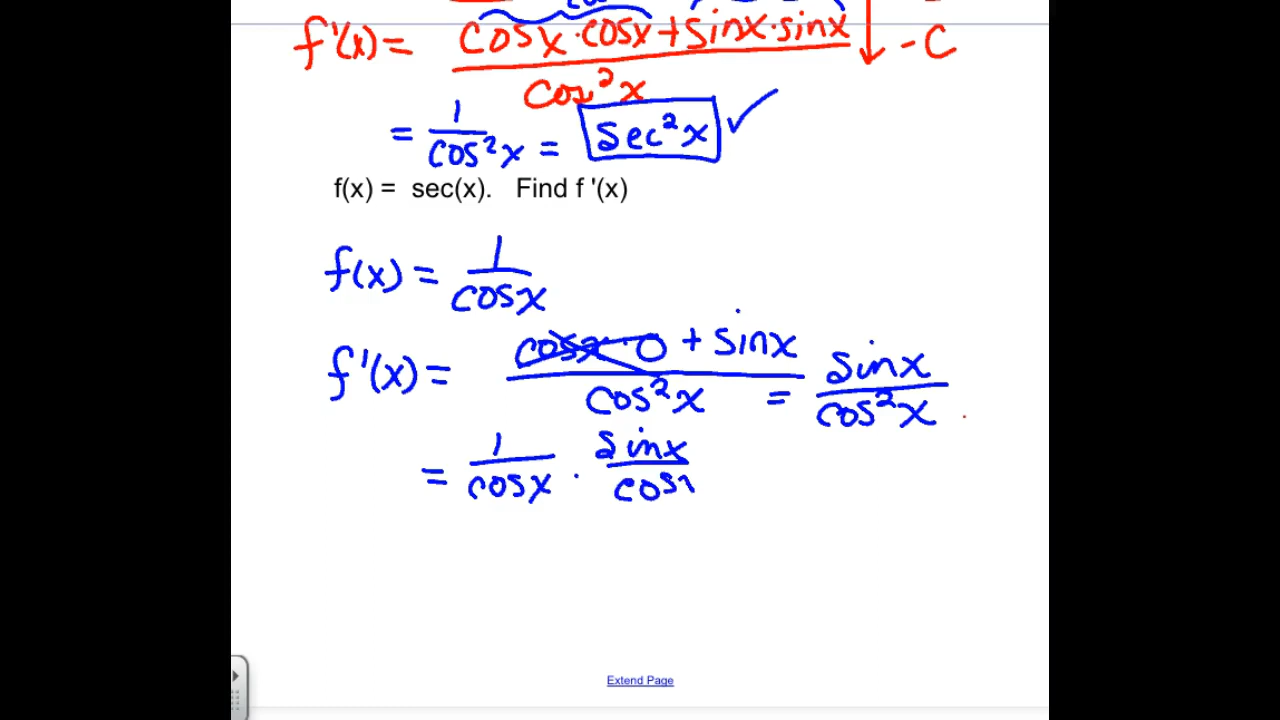 f'(x) = cosx·cosx + sinx·sinx / cos²x ↓ - C
= 1/cos²x = sec²x ✓
f(x) = sec(x). Find f '(x)
f(x) = 1/cosx
f'(x) = cosx·0 + sinx / cos²x = sinx/cos²x
= 1/cosx · sinx/cosx
Extend Page